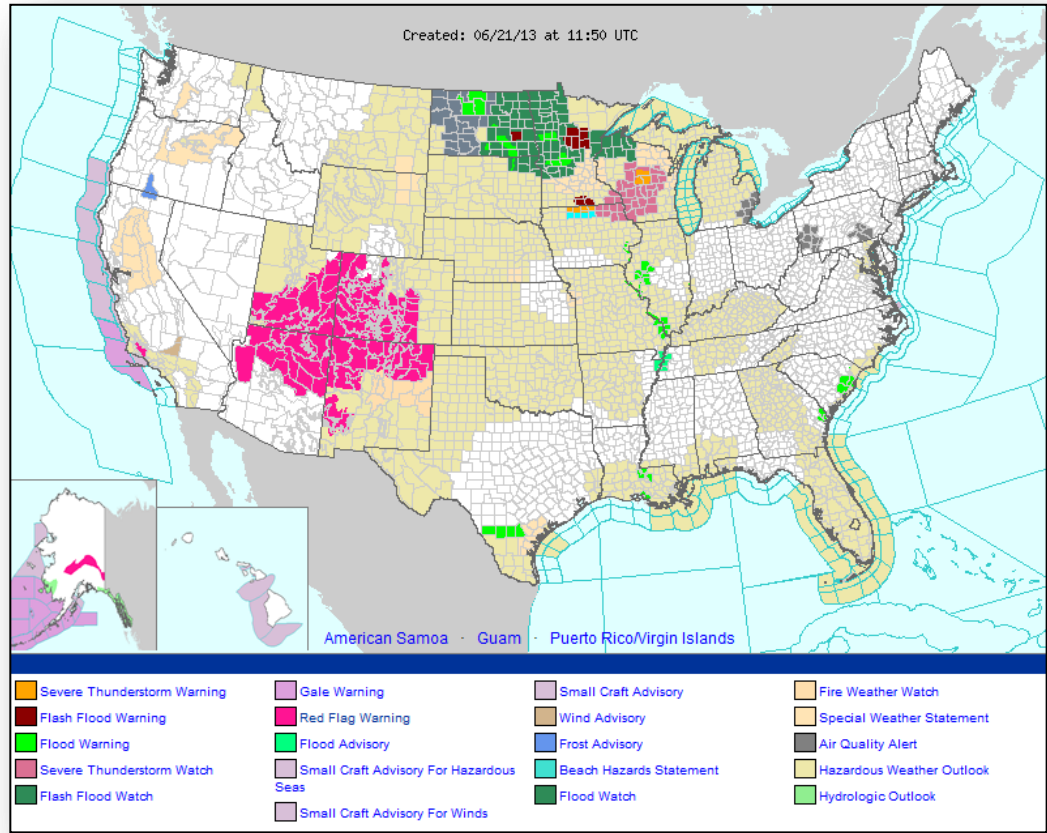 Created: 06/21/13 at 11:50 UTC
American Samoa · Guam · Puerto Rico/Virgin Islands
Severe Thunderstorm Warning
Flash Flood Warning
Flood Warning
Severe Thunderstorm Watch
Flash Flood Watch
Gale Warning
Red Flag Warning
Flood Advisory
Small Craft Advisory For Hazardous
Seas
Small Craft Advisory For Winds
Small Craft Advisory
Wind Advisory
Frost Advisory
Beach Hazards Statement
Flood Watch
Fire Weather Watch
Special Weather Statement
Air Quality Alert
Hazardous Weather Outlook
Hydrologic Outlook